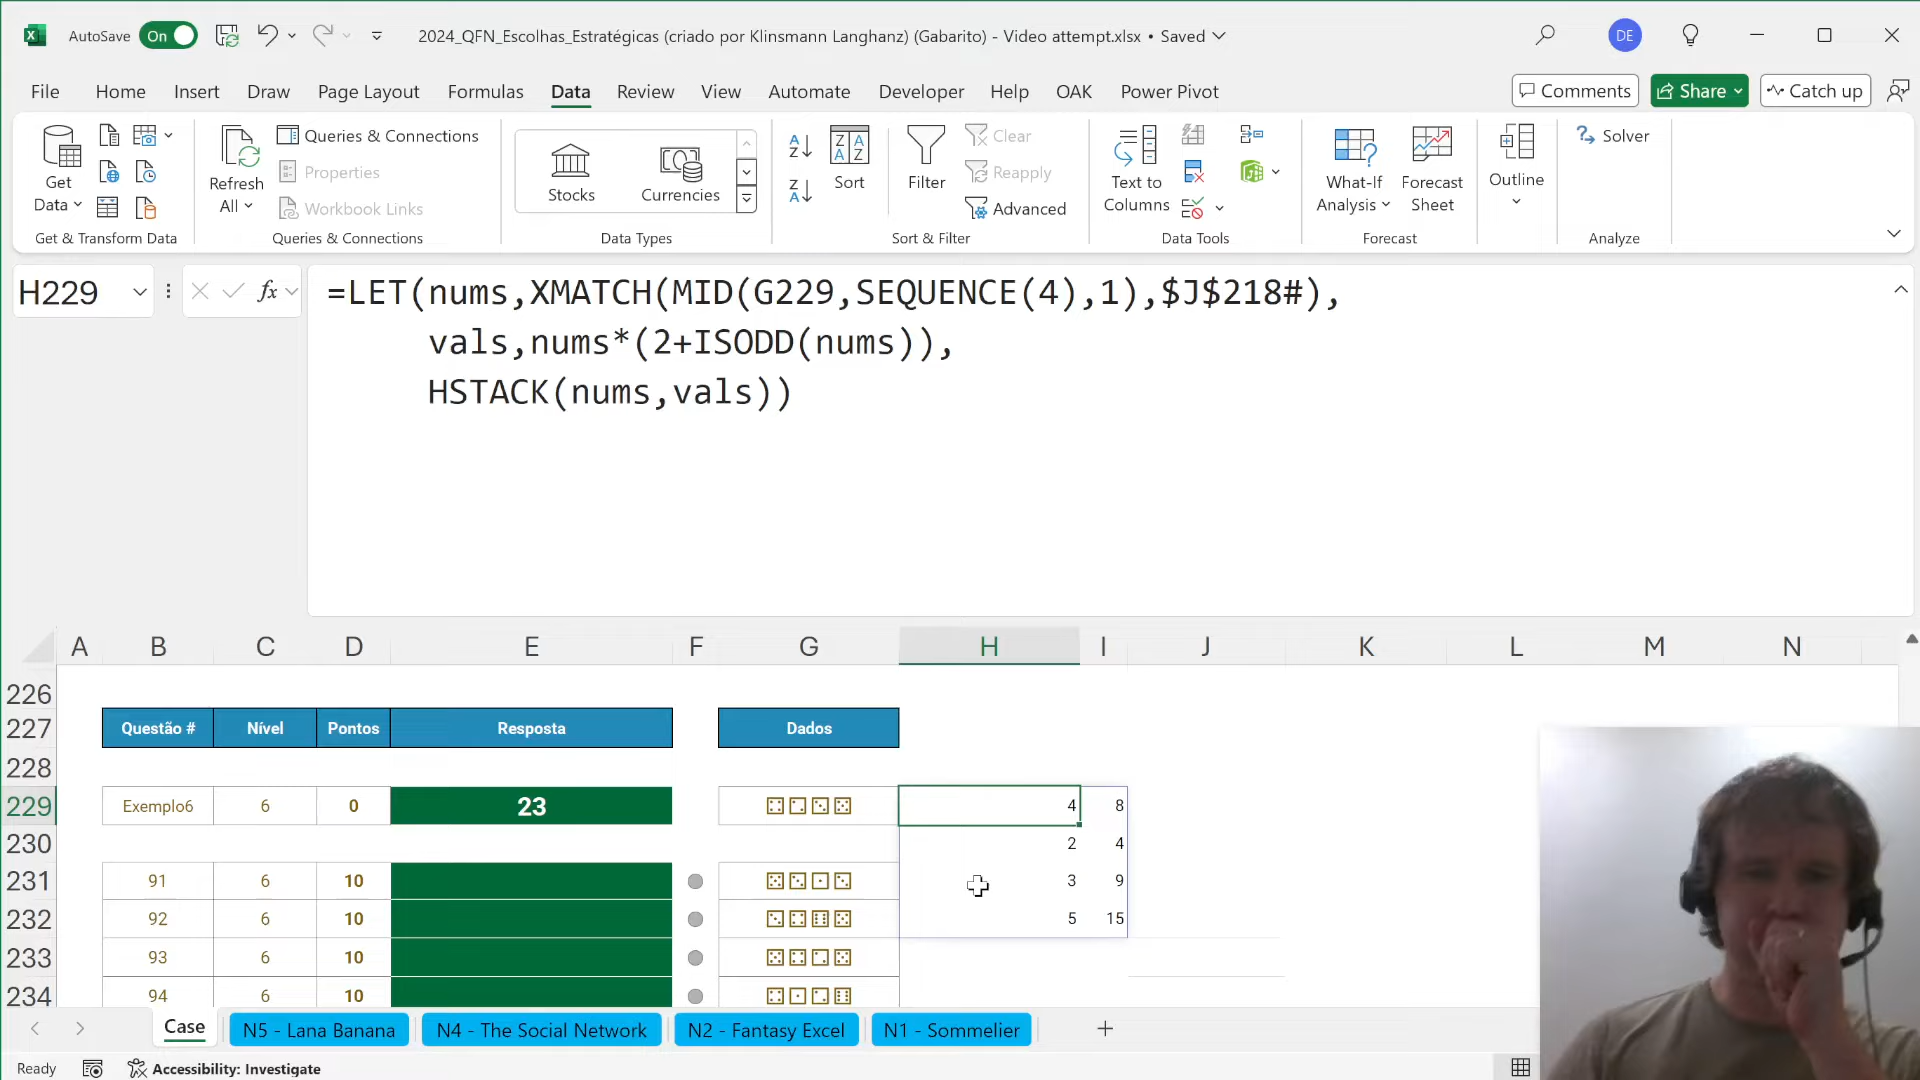 AutoSave On 2024_QFN_Escolhas_Estratégicas (criado por Klinsmann Langhanz) (Gabarito) - Video attempt.xlsx • Saved DE
File Home Insert Draw Page Layout Formulas Data Review View Automate Developer Help OAK Power Pivot Comments Share Catch up
Get Data
Refresh All
Queries & Connections
Properties
Workbook Links
Stocks
Currencies
Sort
Filter
Clear
Reapply
Advanced
Text to Columns
What-If Analysis
Forecast Sheet
Outline
Solver
Get & Transform Data Queries & Connections Data Types Sort & Filter Data Tools Forecast Analyze
H229 fx =LET(nums,XMATCH(MID(G229,SEQUENCE(4),1),$J$218#),
vals,nums*(2+ISODD(nums)),
HSTACK(nums,vals))
A B C D E F G H I J K L M N
226
227 Questão # Nível Pontos Resposta Dados
228
229 Exemplo6 6 0 23 ⚃⚁⚂⚄ 4 8
230 2 4
231 91 6 10 3 9
232 92 6 10 5 15
233 93 6 10
234 94 6 10
Case N5 - Lana Banana N4 - The Social Network N2 - Fantasy Excel N1 - Sommelier
Ready Accessibility: Investigate